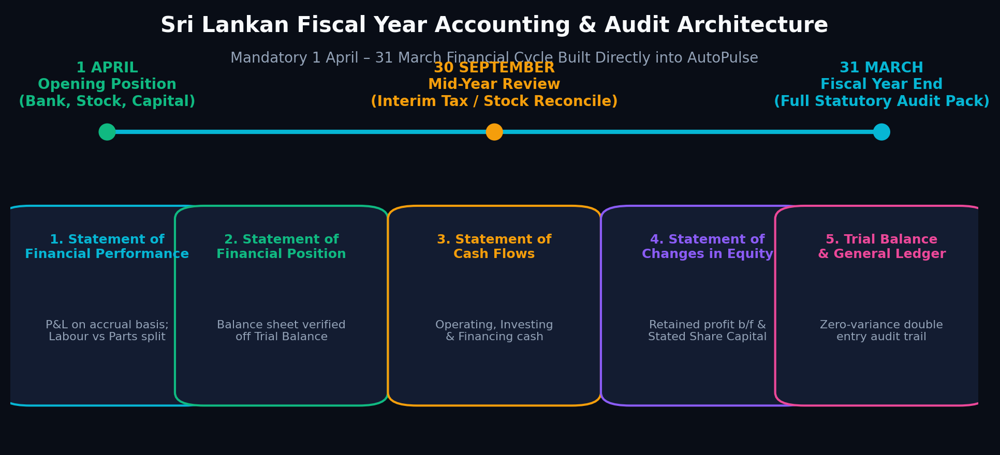 Sri Lankan Fiscal Year Accounting & Audit Architecture
Mandatory 1 April – 31 March Financial Cycle Built Directly into AutoPulse
1 APRIL
Opening Position
(Bank, Stock, Capital)
30 SEPTEMBER
Mid-Year Review
(Interim Tax / Stock Reconcile)
31 MARCH
Fiscal Year End
(Full Statutory Audit Pack)
1. Statement of
Financial Performance
P&L on accrual basis;
Labour vs Parts split
2. Statement of
Financial Position
Balance sheet verified
off Trial Balance
3. Statement of
Cash Flows
Operating, Investing
& Financing cash
4. Statement of
Changes in Equity
Retained profit b/f &
Stated Share Capital
5. Trial Balance
& General Ledger
Zero-variance double
entry audit trail